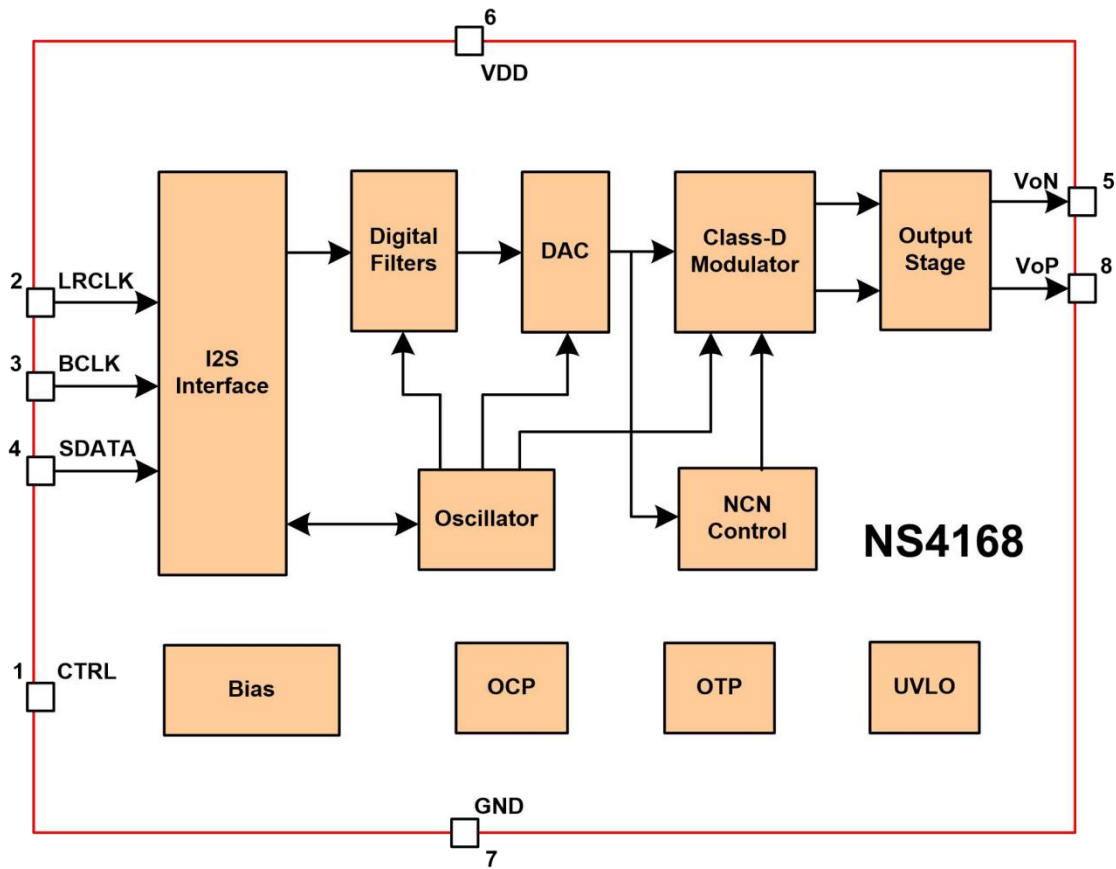 6
VDD
VoN
5
Digital
Filters
DAC
Class-D
Modulator
Output
Stage
VoP
8
2
LRCLK
I2S
Interface
3
BCLK
4
SDATA
Oscillator
NCN
Control
NS4168
1
CTRL
Bias
OCP
OTP
UVLO
GND
7